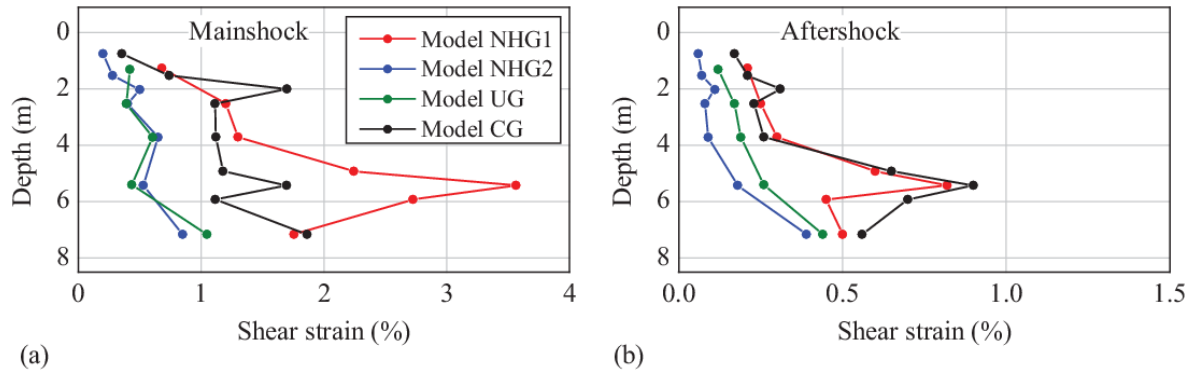 Mainshock
Model NHG1
Model NHG2
Model UG
Model CG
0
2
4
6
8
Depth (m)
0
1
2
3
4
Shear strain (%)
(a)
Aftershock
0
2
4
6
8
Depth (m)
0.0
0.5
1.0
1.5
Shear strain (%)
(b)